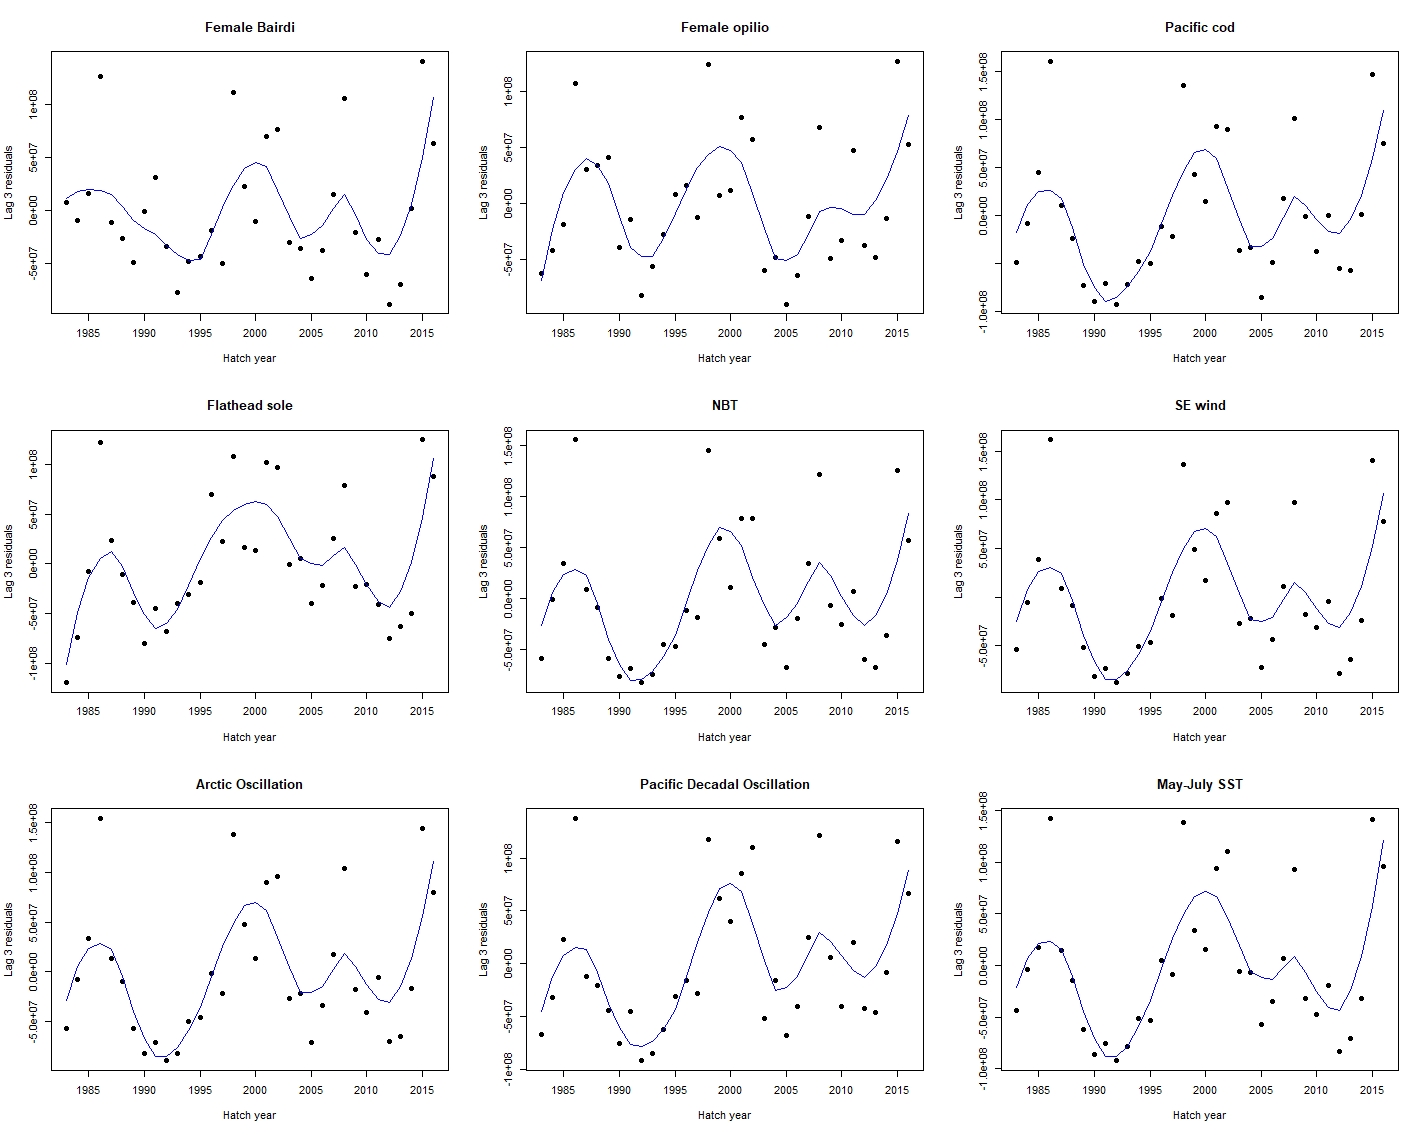 Female Bairdi
Lag 3 residuals
-5e+07 0e+00 5e+07 1e+08
1985 1990 1995 2000 2005 2010 2015
Hatch year
Female opilio
Lag 3 residuals
-5e+07 0e+00 5e+07 1e+08
1985 1990 1995 2000 2005 2010 2015
Hatch year
Pacific cod
Lag 3 residuals
-1.0e+08 0.0e+00 5.0e+07 1.0e+08 1.5e+08
1985 1990 1995 2000 2005 2010 2015
Hatch year
Flathead sole
Lag 3 residuals
-1e+08 -5e+07 0e+00 5e+07 1e+08
1985 1990 1995 2000 2005 2010 2015
Hatch year
NBT
Lag 3 residuals
-5.0e+07 0.0e+00 5.0e+07 1.0e+08 1.5e+08
1985 1990 1995 2000 2005 2010 2015
Hatch year
SE wind
Lag 3 residuals
-5.0e+07 5.0e+07 1.0e+08 1.5e+08
1985 1990 1995 2000 2005 2010 2015
Hatch year
Arctic Oscillation
Lag 3 residuals
-5.0e+07 0.0e+00 5.0e+07 1.0e+08 1.5e+08
1985 1990 1995 2000 2005 2010 2015
Hatch year
Pacific Decadal Oscillation
Lag 3 residuals
-1e+08 -5e+07 0e+00 5e+07 1e+08
1985 1990 1995 2000 2005 2010 2015
Hatch year
May-July SST
Lag 3 residuals
-1.0e+08 -5.0e+07 0.0e+00 5.0e+07 1.0e+08 1.5e+08
1985 1990 1995 2000 2005 2010 2015
Hatch year